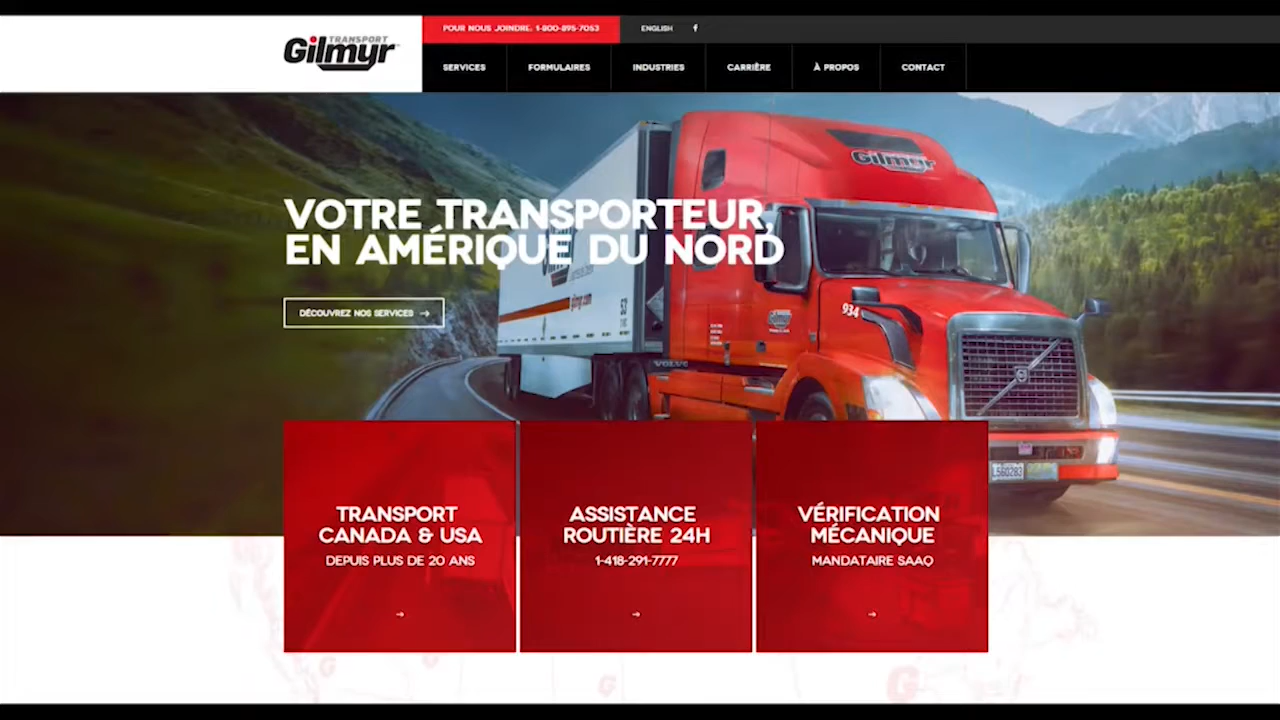 TRANSPORT
Gilmyr
POUR NOUS JOINDRE: 1-800-895-7053
ENGLISH
SERVICES
FORMULAIRES
INDUSTRIES
CARRIÈRE
À PROPOS
CONTACT
Gilmyr
VOTRE TRANSPORTEUR,
EN AMÉRIQUE DU NORD
DÉCOUVREZ NOS SERVICES
53
934
VOLVO
TRANSPORT
CANADA & USA
DEPUIS PLUS DE 20 ANS
ASSISTANCE
ROUTIÈRE 24H
1-418-291-7777
VÉRIFICATION
MÉCANIQUE
MANDATAIRE SAAQ